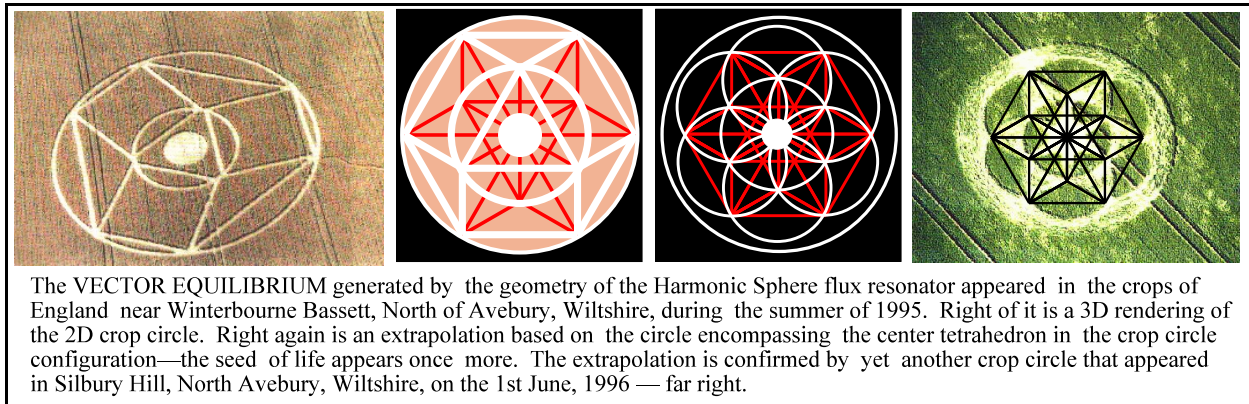 The VECTOR EQUILIBRIUM generated by the geometry of the Harmonic Sphere flux resonator appeared in the crops of
England near Winterbourne Bassett, North of Avebury, Wiltshire, during the summer of 1995. Right of it is a 3D rendering of
the 2D crop circle. Right again is an extrapolation based on the circle encompassing the center tetrahedron in the crop circle
configuration—the seed of life appears once more. The extrapolation is confirmed by yet another crop circle that appeared
in Silbury Hill, North Avebury, Wiltshire, on the 1st June, 1996 — far right.